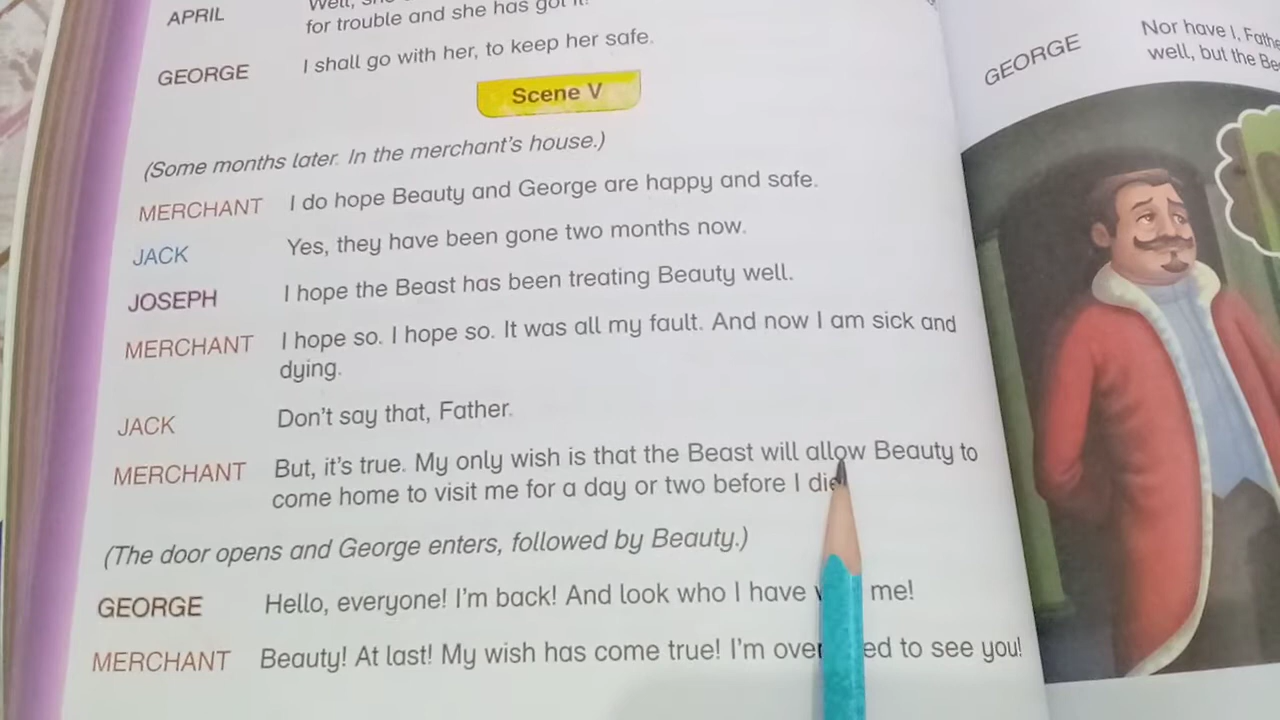 APRIL
for trouble and she has got it!
GEORGE I shall go with her, to keep her safe.
Scene V
(Some months later. In the merchant's house.)
MERCHANT I do hope Beauty and George are happy and safe.
JACK Yes, they have been gone two months now.
JOSEPH I hope the Beast has been treating Beauty well.
MERCHANT I hope so. I hope so. It was all my fault. And now I am sick and
dying.
JACK Don't say that, Father.
MERCHANT But, it's true. My only wish is that the Beast will allow Beauty to
come home to visit me for a day or two before I die
(The door opens and George enters, followed by Beauty.)
GEORGE Hello, everyone! I'm back! And look who I have me!
MERCHANT Beauty! At last! My wish has come true! I'm to see you!
GEORGE Nor have I,
well, but the